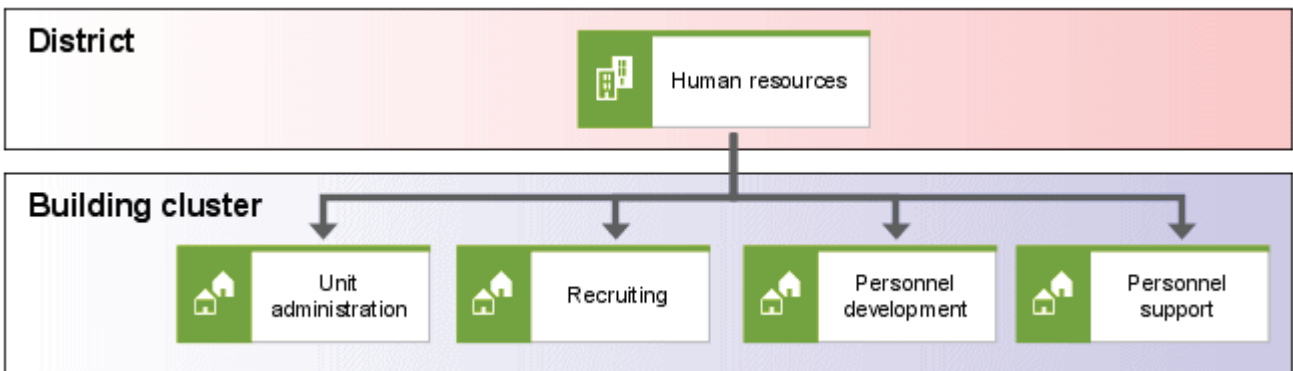 District
Human resources
Building cluster
Unit
administration
Recruiting
Personnel
development
Personnel
support